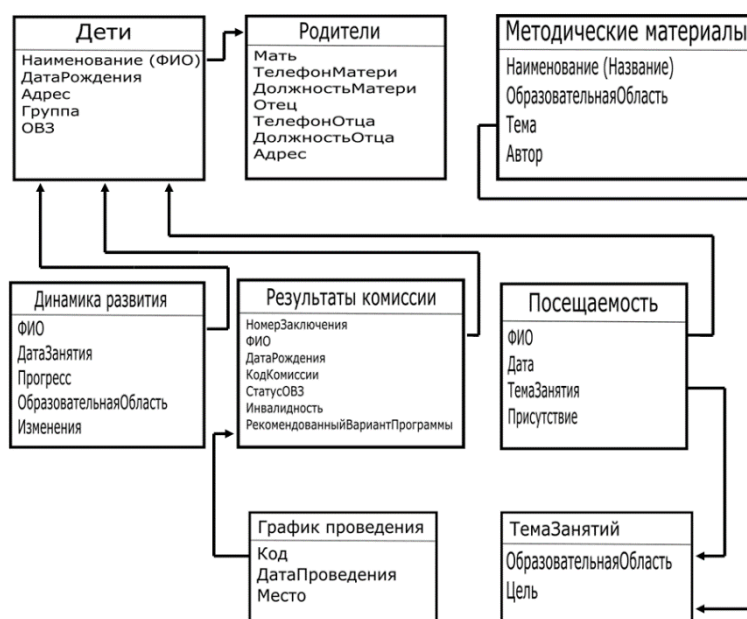 Дети
Наименование (ФИО)
ДатаРождения
Адрес
Группа
ОВЗ
Родители
Мать
ТелефонМатери
ДолжностьМатери
Отец
ТелефонОтца
ДолжностьОтца
Адрес
Методические материалы
Наименование (Название)
ОбразовательнаяОбласть
Тема
Автор
Динамика развития
ФИО
ДатаЗанятия
Прогресс
ОбразовательнаяОбласть
Изменения
Результаты комиссии
НомерЗаключения
ФИО
ДатаРождения
КодКомиссии
СтатусОВЗ
Инвалидность
РекомендованныйВариантПрограммы
Посещаемость
ФИО
Дата
ТемаЗанятия
Присутствие
График проведения
Код
ДатаПроведения
Место
ТемаЗанятий
ОбразовательнаяОбласть
Цель